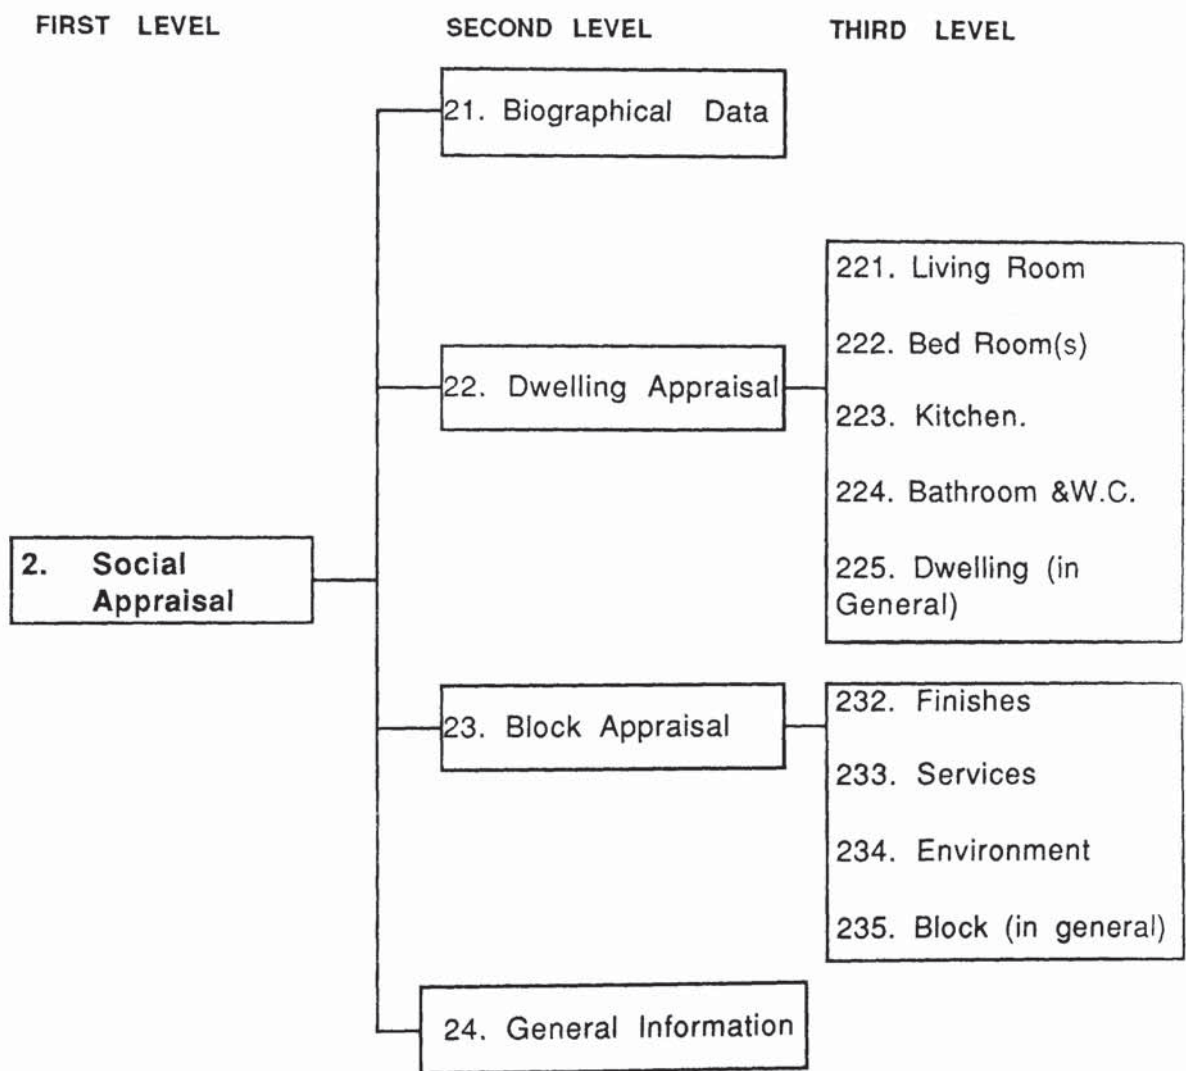 FIRST LEVEL
SECOND LEVEL
THIRD LEVEL
21. Biographical Data
221. Living Room
222. Bed Room(s)
22. Dwelling Appraisal
223. Kitchen.
224. Bathroom &W.C.
2. Social
Appraisal
225. Dwelling (in
General)
23. Block Appraisal
232. Finishes
233. Services
234. Environment
235. Block (in general)
24. General Information